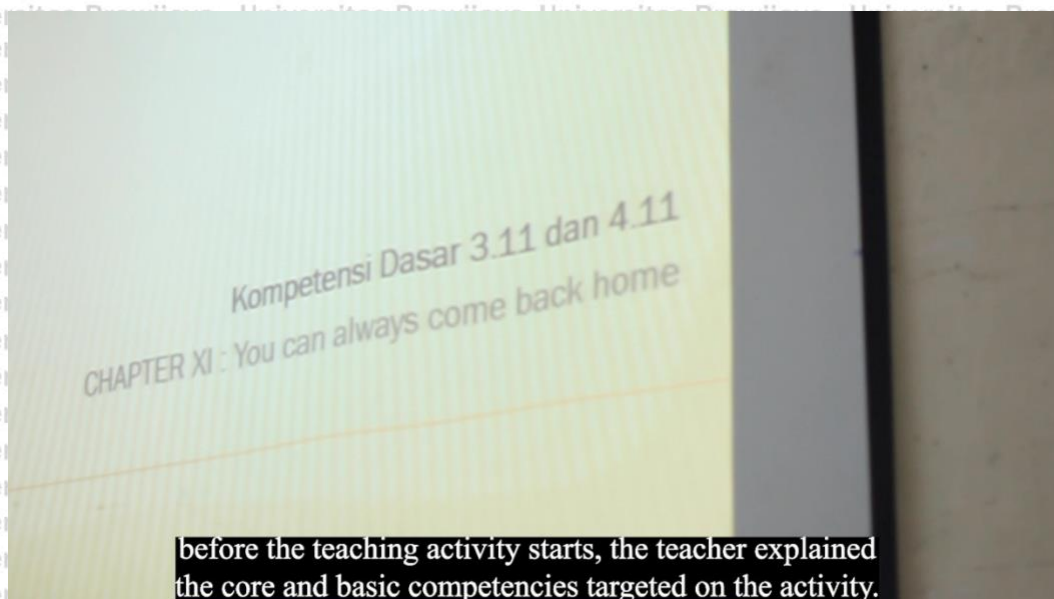 Kompetensi Dasar 3.11 dan 4.11
CHAPTER XI : You can always come back home
before the teaching activity starts, the teacher explained
the core and basic competencies targeted on the activity.